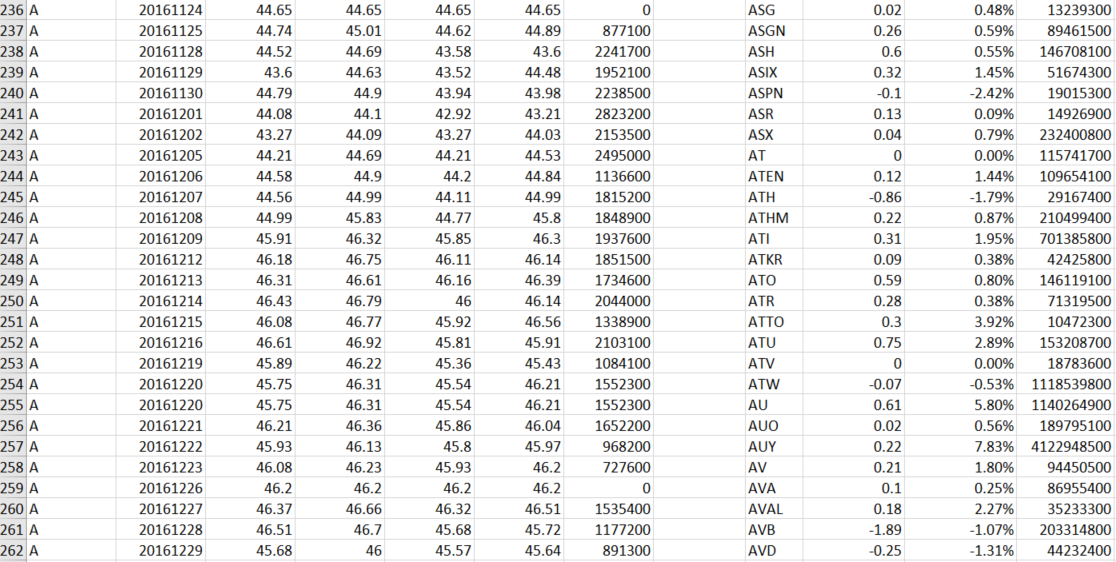 236 A 20161124 44.65 44.65 44.65 44.65 0 ASG 0.02 0.48% 13239300
237 A 20161125 44.74 45.01 44.62 44.89 877100 ASGN 0.26 0.59% 89461500
238 A 20161128 44.52 44.69 43.58 43.6 2241700 ASH 0.6 0.55% 146708100
239 A 20161129 43.6 44.63 43.52 44.48 1952100 ASIX 0.32 1.45% 51674300
240 A 20161130 44.79 44.9 43.94 43.98 2238500 ASPN -0.1 -2.42% 19015300
241 A 20161201 44.08 44.1 42.92 43.21 2823200 ASR 0.13 0.09% 14926900
242 A 20161202 43.27 44.09 43.27 44.03 2153500 ASX 0.04 0.79% 232400800
243 A 20161205 44.21 44.69 44.21 44.53 2495000 AT 0 0.00% 115741700
244 A 20161206 44.58 44.9 44.2 44.84 1136600 ATEN 0.12 1.44% 109654100
245 A 20161207 44.56 44.99 44.11 44.99 1815200 ATH -0.86 -1.79% 29167400
246 A 20161208 44.99 45.83 44.77 45.8 1848900 ATHM 0.22 0.87% 210499400
247 A 20161209 45.91 46.32 45.85 46.3 1937600 ATI 0.31 1.95% 701385800
248 A 20161212 46.18 46.75 46.11 46.14 1851500 ATKR 0.09 0.38% 42425800
249 A 20161213 46.31 46.61 46.16 46.39 1734600 ATO 0.59 0.80% 146119100
250 A 20161214 46.43 46.79 46 46.14 2044000 ATR 0.28 0.38% 71319500
251 A 20161215 46.08 46.77 45.92 46.56 1338900 ATTO 0.3 3.92% 10472300
252 A 20161216 46.61 46.92 45.81 45.91 2103100 ATU 0.75 2.89% 153208700
253 A 20161219 45.89 46.22 45.36 45.43 1084100 ATV 0 0.00% 18783600
254 A 20161220 45.75 46.31 45.54 46.21 1552300 ATW -0.07 -0.53% 1118539800
255 A 20161220 45.75 46.31 45.54 46.21 1552300 AU 0.61 5.80% 1140264900
256 A 20161221 46.21 46.36 45.86 46.04 1652200 AUO 0.02 0.56% 189795100
257 A 20161222 45.93 46.13 45.8 45.97 968200 AUY 0.22 7.83% 4122948500
258 A 20161223 46.08 46.23 45.93 46.2 727600 AV 0.21 1.80% 94450500
259 A 20161226 46.2 46.2 46.2 46.2 0 AVA 0.1 0.25% 86955400
260 A 20161227 46.37 46.66 46.32 46.51 1535400 AVAL 0.18 2.27% 35233300
261 A 20161228 46.51 46.7 45.68 45.72 1177200 AVB -1.89 -1.07% 203314800
262 A 20161229 45.68 46 45.57 45.64 891300 AVD -0.25 -1.31% 44232400